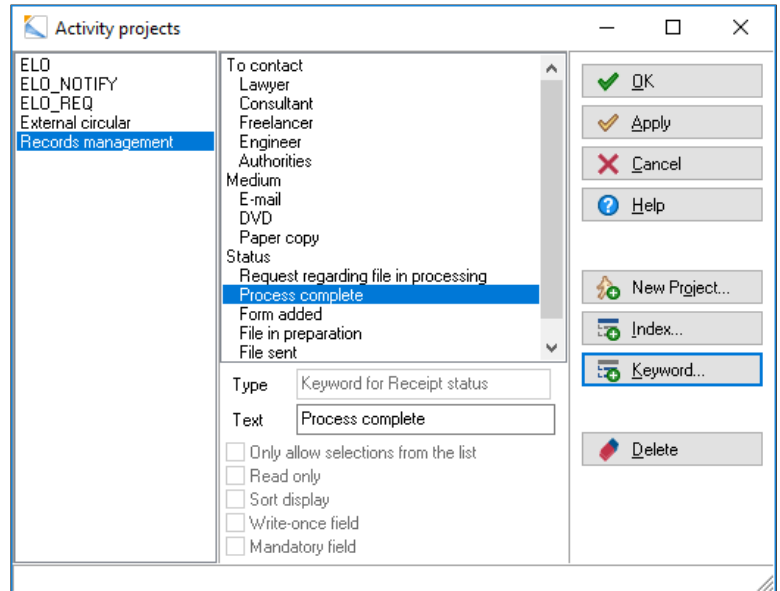 Activity projects
ELO
ELO_NOTIFY
ELO_REQ
External circular
Records management
To contact
Lawyer
Consultant
Freelancer
Engineer
Authorities
Medium
E-mail
DVD
Paper copy
Status
Request regarding file in processing
Process complete
Form added
File in preparation
File sent
Type Keyword for Receipt status
Text Process complete
Only allow selections from the list
Read only
Sort display
Write-once field
Mandatory field
OK
Apply
Cancel
Help
New Project...
Index...
Keyword...
Delete